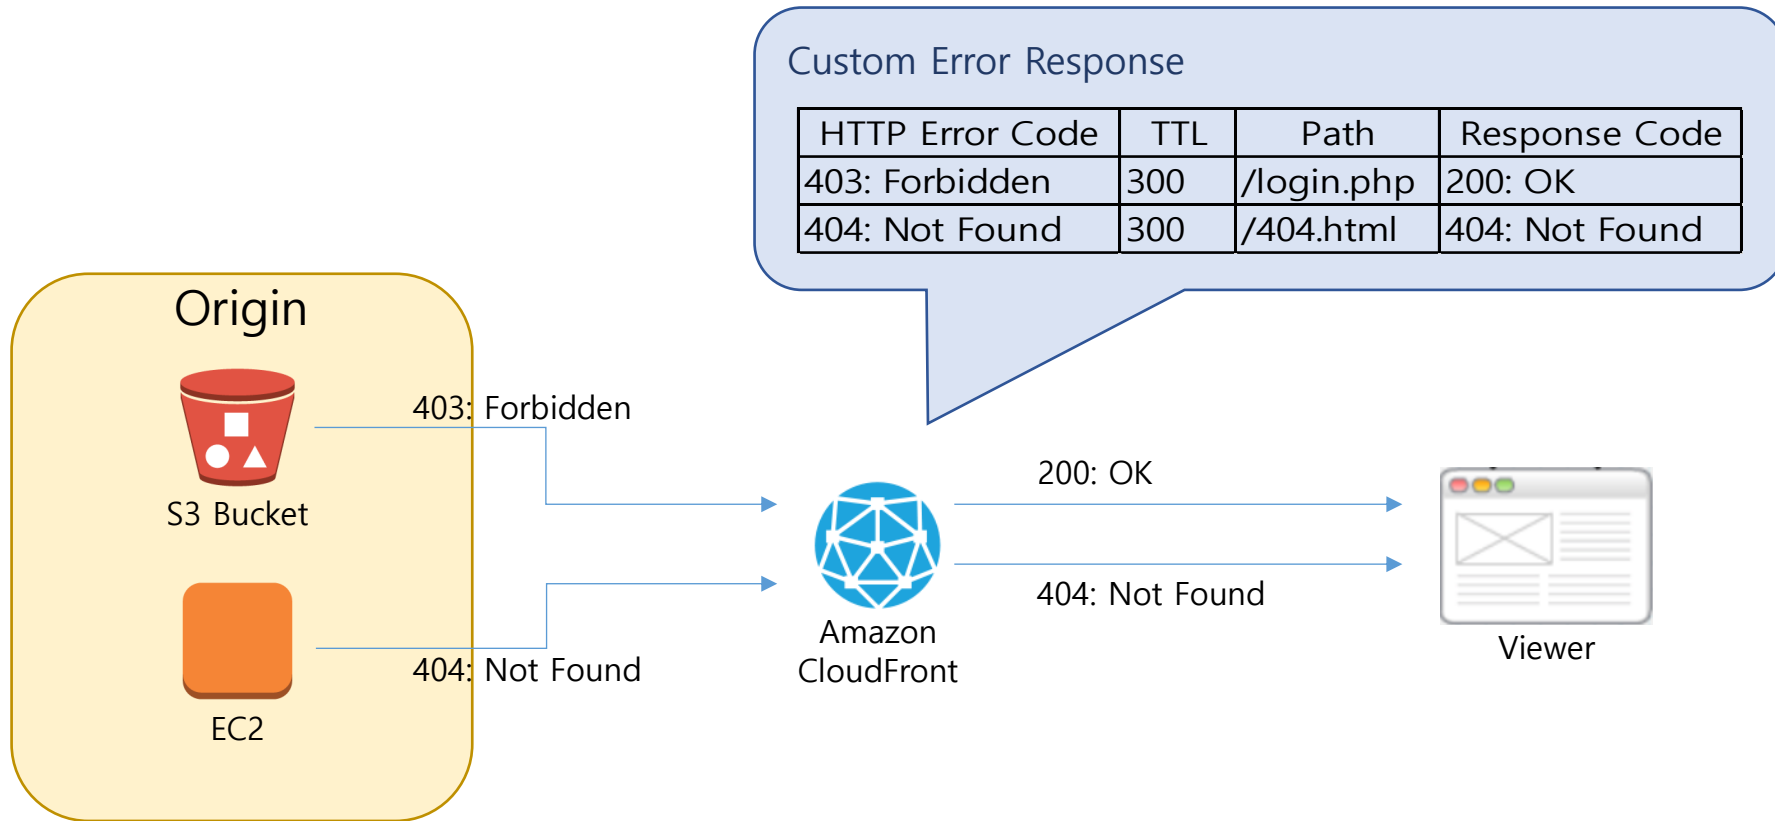 Custom Error Response
HTTP Error Code TTL Path Response Code
403: Forbidden 300 /login.php 200: OK
404: Not Found 300 /404.html 404: Not Found
Origin
403: Forbidden
S3 Bucket
200: OK
404: Not Found
Amazon
CloudFront
Viewer
404: Not Found
EC2